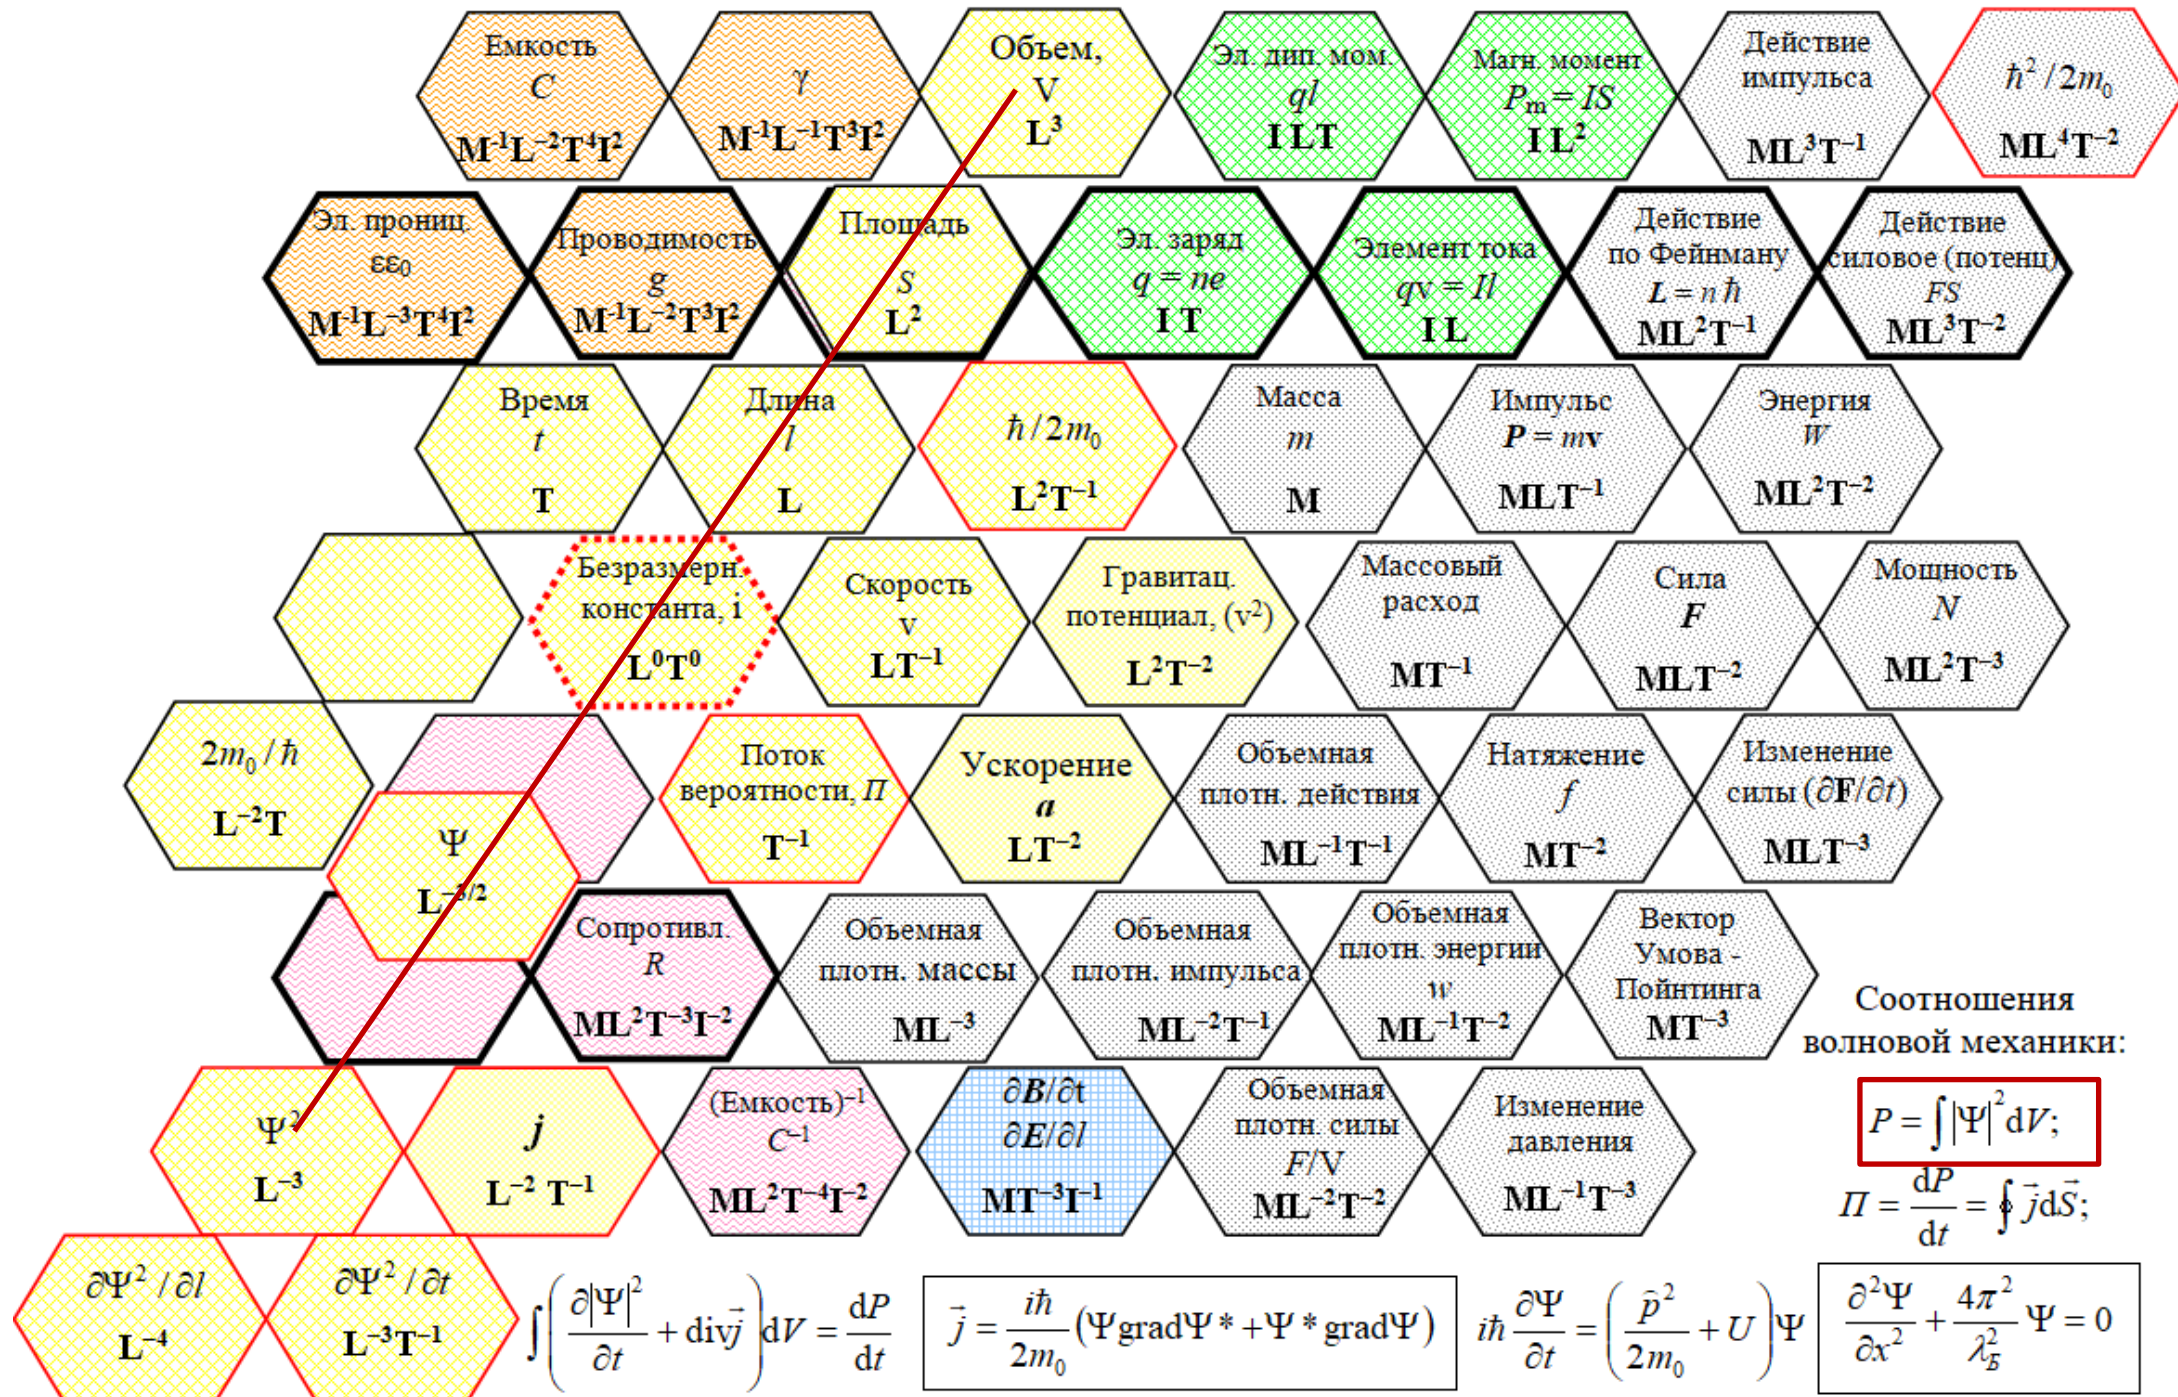 Емкость
C
M⁻¹L⁻²T⁴I²
γ
M⁻¹L⁻¹T³I²
Объем,
V
L³
Эл. дип. мом.
ql
I LT
Магн. момент
Pₘ = IS
I L²
Действие
импульса
ML³T⁻¹
ħ² / 2m₀
ML⁴T⁻²
Эл. прониц.
εε₀
M⁻¹L⁻³T⁴I²
Проводимость
g
M⁻¹L⁻²T³I²
Площадь
S
L²
Эл. заряд
q = ne
I T
Элемент тока
qv = Il
I L
Действие
по Фейнману
L = n ħ
ML²T⁻¹
Действие
силовое (потенц)
FS
ML³T⁻²
Время
t
T
Длина
l
L
ħ / 2m₀
L²T⁻¹
Масса
m
M
Импульс
P = mv
MLT⁻¹
Энергия
W
ML²T⁻²
Безразмерн.
константа, i
L⁰T⁰
Скорость
v
LT⁻¹
Гравитац.
потенциал, (v²)
L²T⁻²
Массовый
расход
MT⁻¹
Сила
F
MLT⁻²
Мощность
N
ML²T⁻³
2m₀ / ħ
L⁻²T
Ψ
L⁻³/²
Поток
вероятности, П
T⁻¹
Ускорение
a
LT⁻²
Объемная
плотн. действия
ML⁻¹T⁻¹
Натяжение
f
MT⁻²
Изменение
силы (∂F/∂t)
MLT⁻³
Сопротивл.
R
ML²T⁻³I⁻²
Объемная
плотн. массы
ML⁻³
Объемная
плотн. импульса
ML⁻²T⁻¹
Объемная
плотн. энергии
w
ML⁻¹T⁻²
Вектор
Умова -
Пойнтинга
MT⁻³
Соотношения
волновой механики:
P = ∫|Ψ|²dV;
П = dP/dt = ∮ j⃗dS⃗;
Ψ²
L⁻³
j
L⁻² T⁻¹
(Емкость)⁻¹
C⁻¹
ML²T⁻⁴I⁻²
∂B/∂t
∂E/∂l
MT⁻³I⁻¹
Объемная
плотн. силы
F/V
ML⁻²T⁻²
Изменение
давления
ML⁻¹T⁻³
∂Ψ² / ∂l
L⁻⁴
∂Ψ² / ∂t
L⁻³T⁻¹
∫(∂|Ψ|²/∂t + divj⃗)dV = dP/dt
j⃗ = iħ/2m₀ (ΨgradΨ* + Ψ*gradΨ)
iħ ∂Ψ/∂t = (p̂²/2m₀ + U)Ψ
∂²Ψ/∂x² + 4π²/λ²_Б Ψ = 0